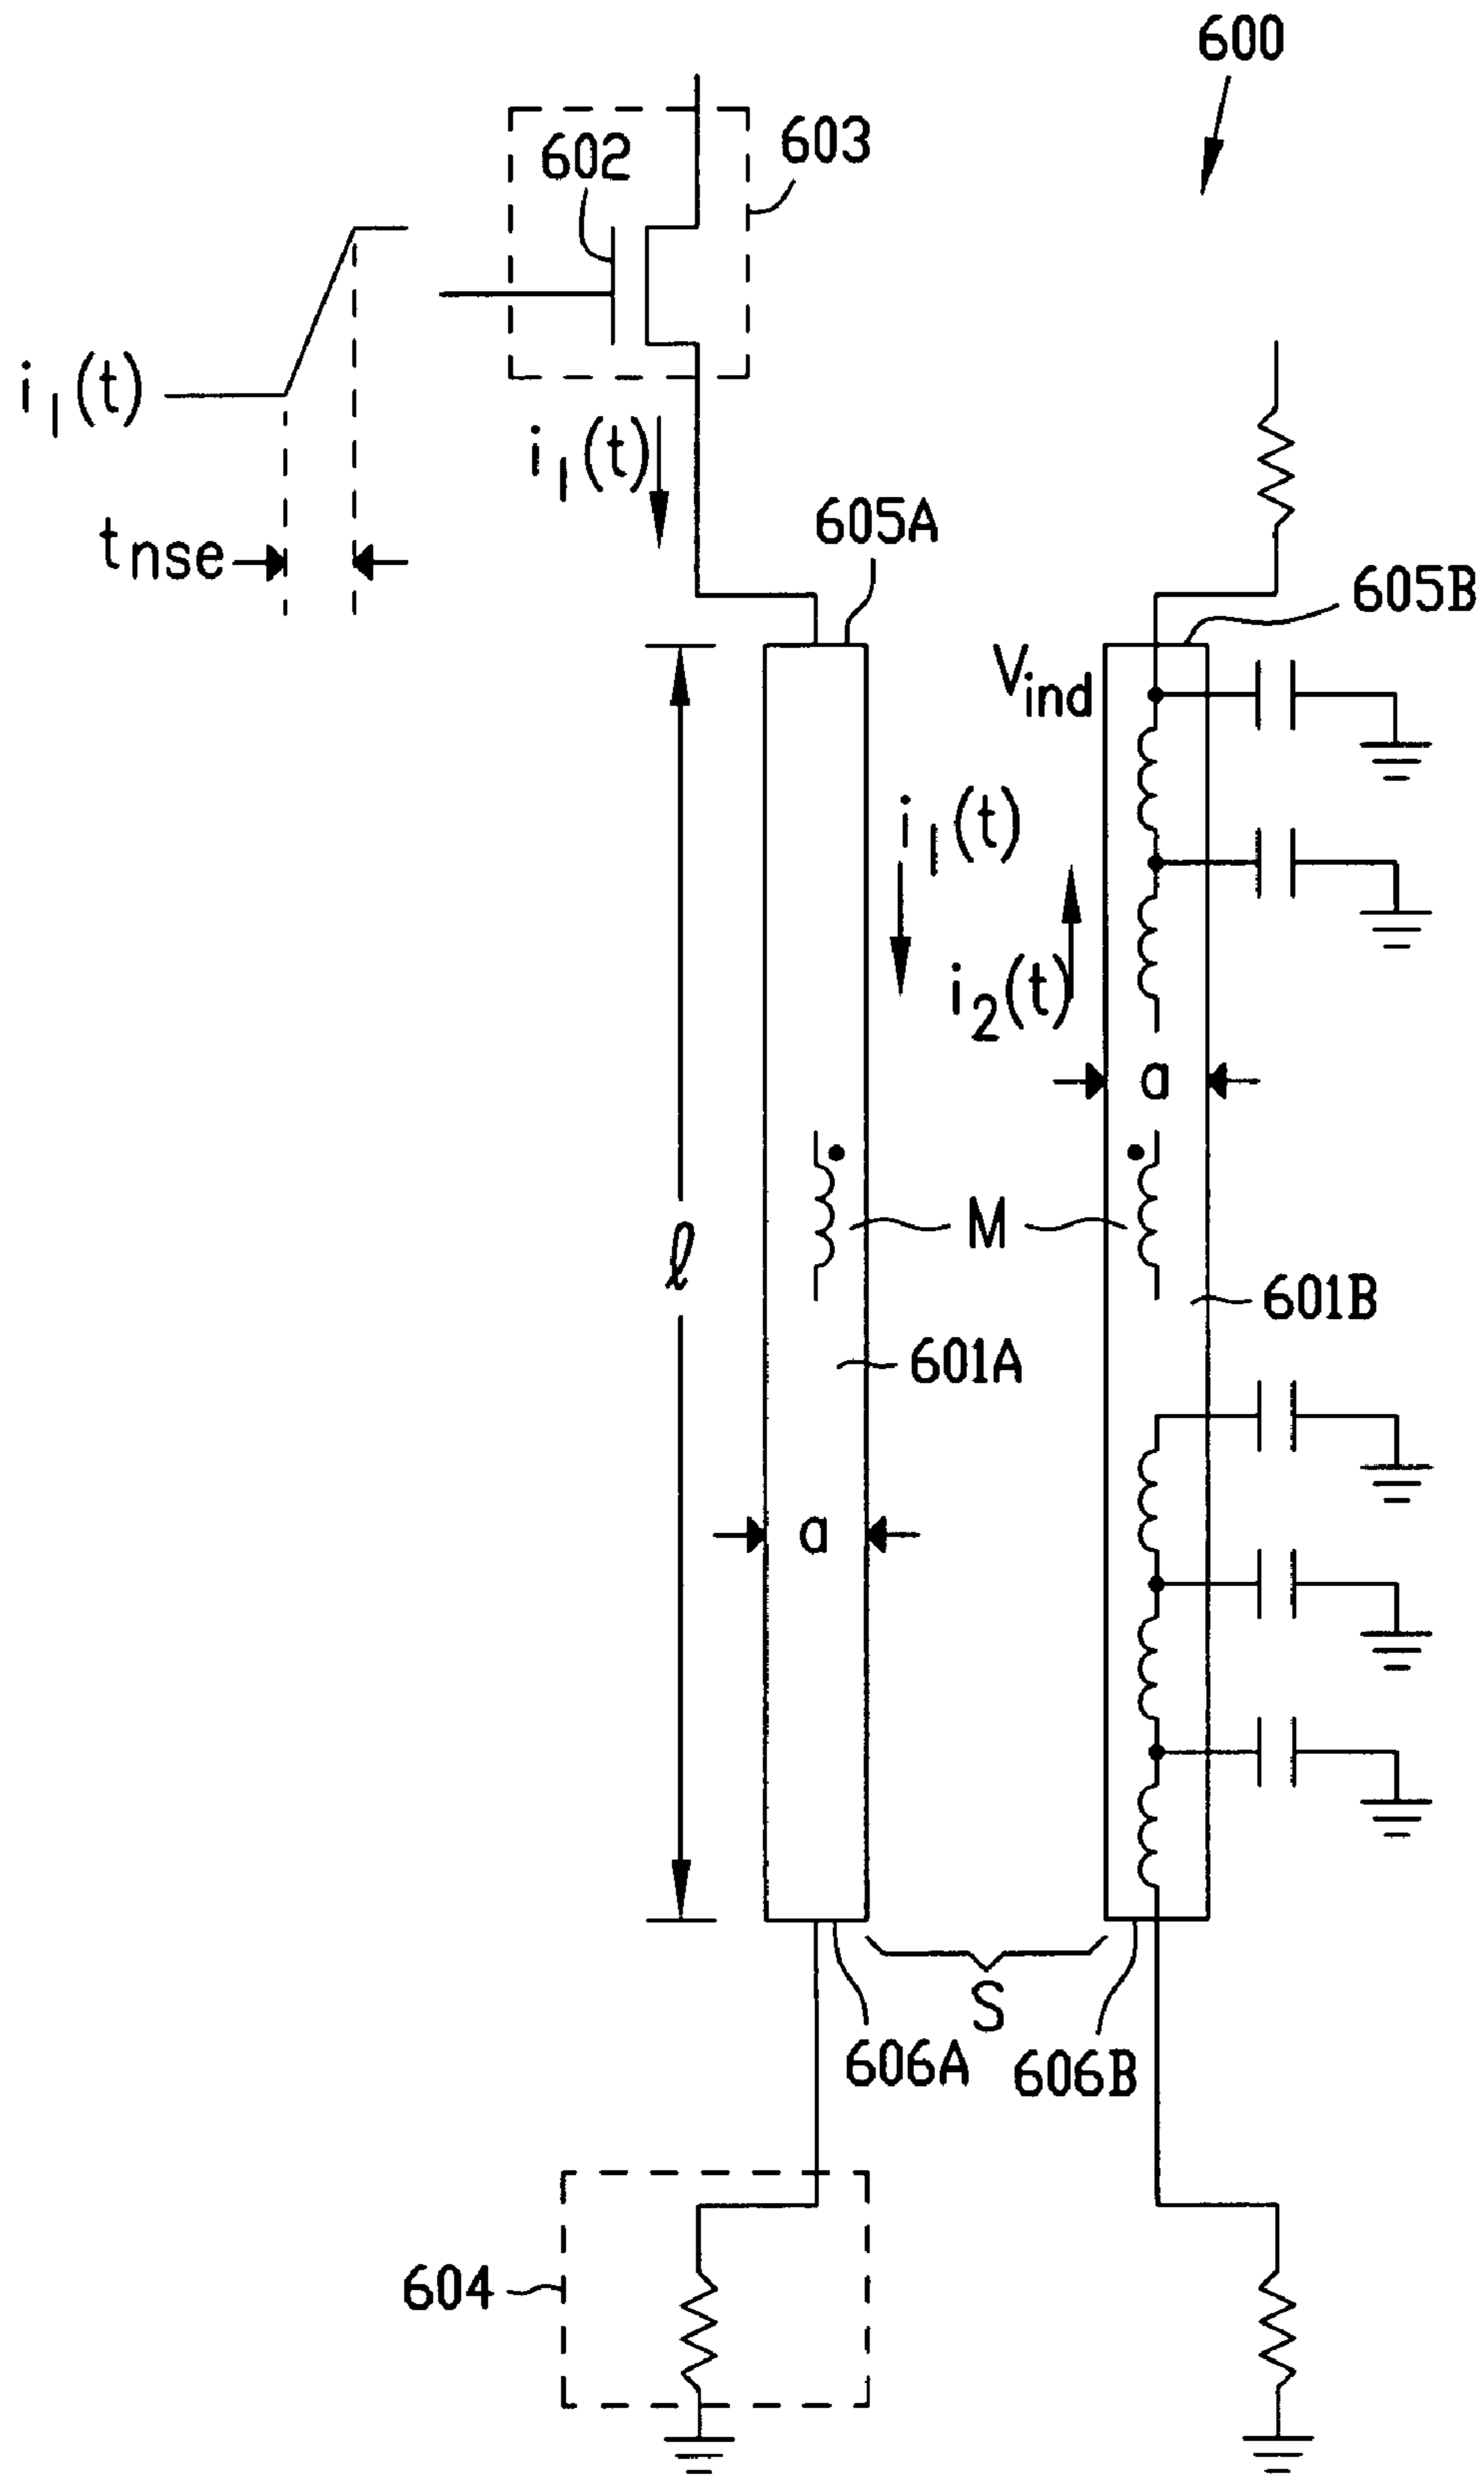 600
602
603
i₁(t)
i₁(t)
tnse
605A
605B
Vind
i₁(t)
i₂(t)
a
M
ℓ
601B
601A
a
S
606A
606B
604